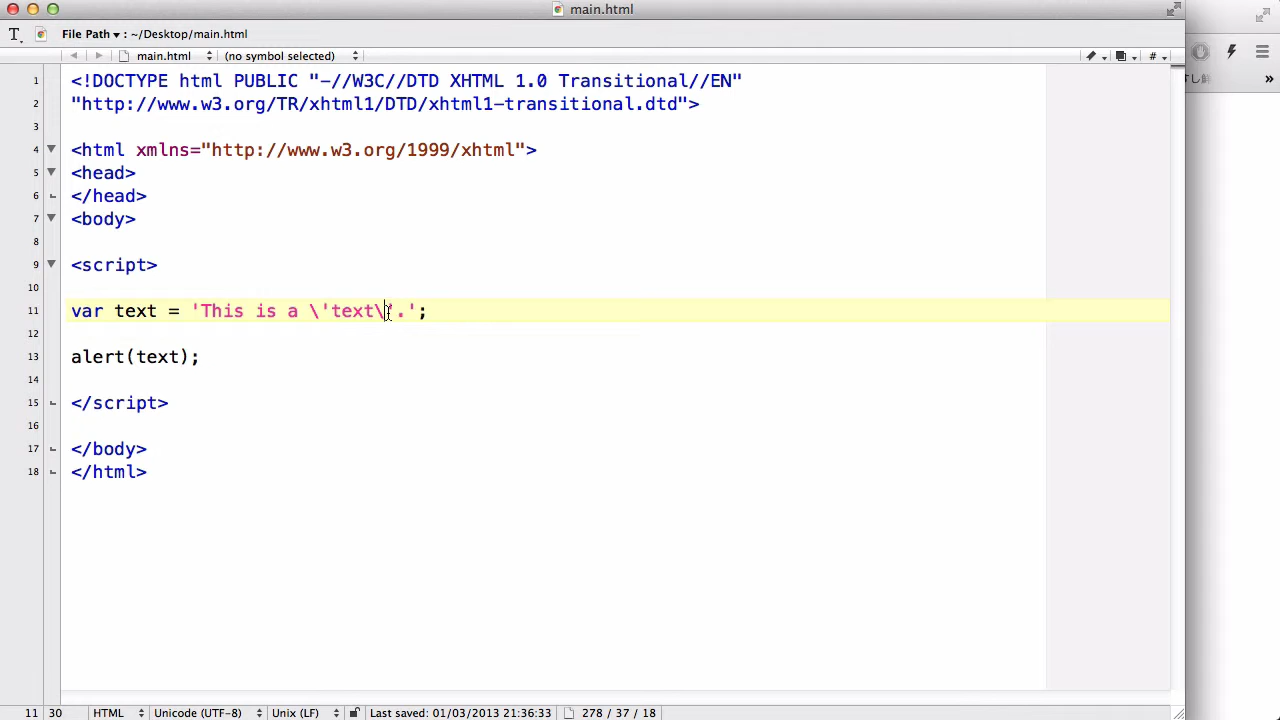 main.html
File Path ▾ : ~/Desktop/main.html
main.html (no symbol selected) #
1 <!DOCTYPE html PUBLIC "-//W3C//DTD XHTML 1.0 Transitional//EN"
2 "http://www.w3.org/TR/xhtml1/DTD/xhtml1-transitional.dtd">
3
4 <html xmlns="http://www.w3.org/1999/xhtml">
5 <head>
6 </head>
7 <body>
8
9 <script>
10
11 var text = 'This is a \'text\'.';
12
13 alert(text);
14
15 </script>
16
17 </body>
18 </html>
11 30 HTML Unicode (UTF-8) Unix (LF) Last saved: 01/03/2013 21:36:33 278 / 37 / 18